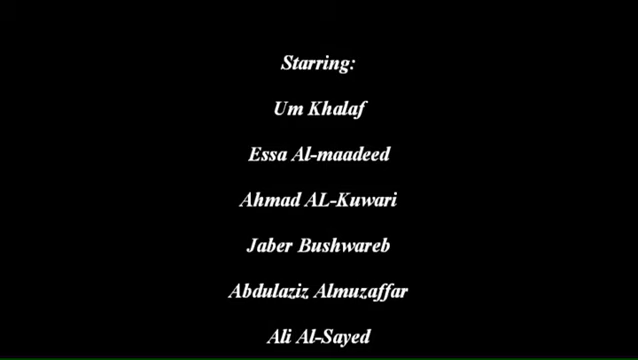 Starring:
Um Khalaf
Essa Al-maadeed
Ahmad AL-Kuwari
Jaber Bushwareb
Abdulaziz Almuzaffar
Ali Al-Sayed